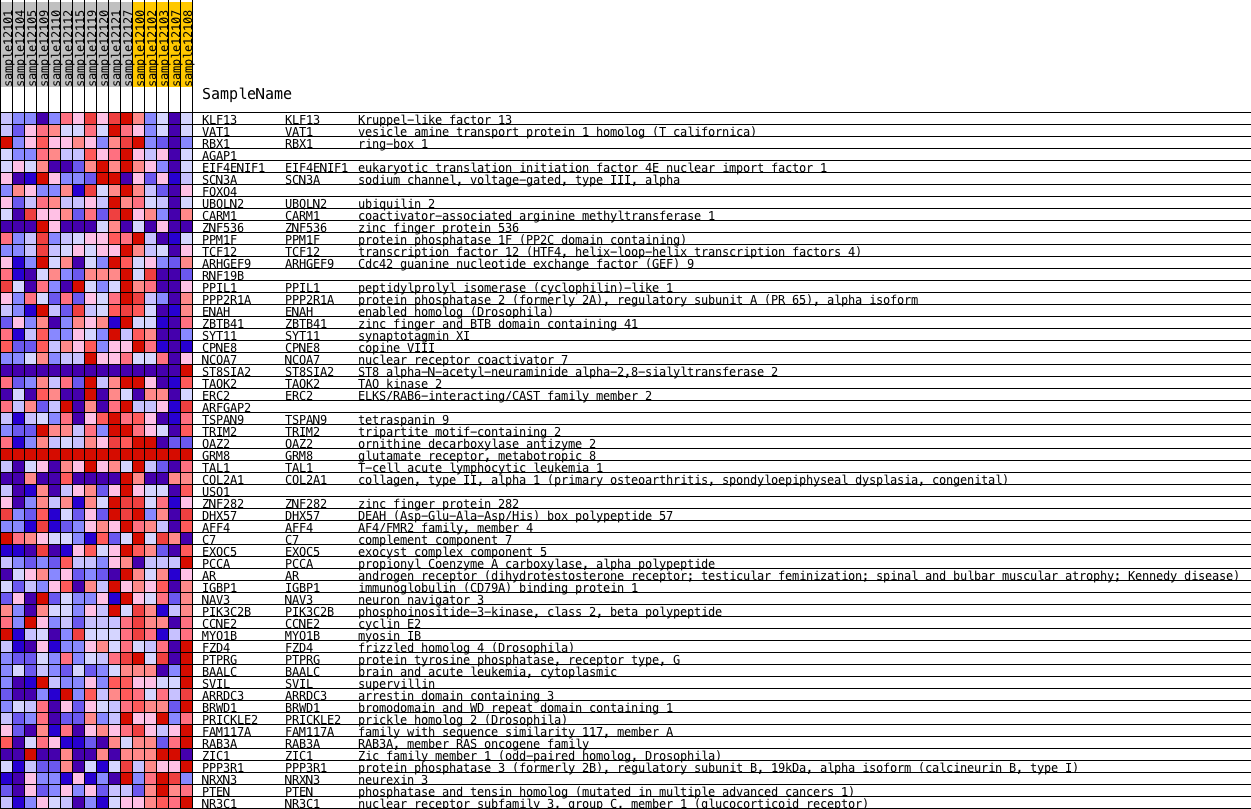 sample12101
sample12104
sample12105
sample12109
sample12110
sample12112
sample12115
sample12119
sample12120
sample12121
sample12127
sample12100
sample12102
sample12103
sample12107
sample12108
SampleName
KLF13 KLF13 Kruppel-like factor 13
VAT1 VAT1 vesicle amine transport protein 1 homolog (T californica)
RBX1 RBX1 ring-box 1
AGAP1
EIF4ENIF1 EIF4ENIF1 eukaryotic translation initiation factor 4E nuclear import factor 1
SCN3A SCN3A sodium channel, voltage-gated, type III, alpha
FOXO4
UBQLN2 UBQLN2 ubiquilin 2
CARM1 CARM1 coactivator-associated arginine methyltransferase 1
ZNF536 ZNF536 zinc finger protein 536
PPM1F PPM1F protein phosphatase 1F (PP2C domain containing)
TCF12 TCF12 transcription factor 12 (HTF4, helix-loop-helix transcription factors 4)
ARHGEF9 ARHGEF9 Cdc42 guanine nucleotide exchange factor (GEF) 9
RNF19B
PPIL1 PPIL1 peptidylprolyl isomerase (cyclophilin)-like 1
PPP2R1A PPP2R1A protein phosphatase 2 (formerly 2A), regulatory subunit A (PR 65), alpha isoform
ENAH ENAH enabled homolog (Drosophila)
ZBTB41 ZBTB41 zinc finger and BTB domain containing 41
SYT11 SYT11 synaptotagmin XI
CPNE8 CPNE8 copine VIII
NCOA7 NCOA7 nuclear receptor coactivator 7
ST8SIA2 ST8SIA2 ST8 alpha-N-acetyl-neuraminide alpha-2,8-sialyltransferase 2
TAOK2 TAOK2 TAO kinase 2
ERC2 ERC2 ELKS/RAB6-interacting/CAST family member 2
ARFGAP2
TSPAN9 TSPAN9 tetraspanin 9
TRIM2 TRIM2 tripartite motif-containing 2
OAZ2 OAZ2 ornithine decarboxylase antizyme 2
GRM8 GRM8 glutamate receptor, metabotropic 8
TAL1 TAL1 T-cell acute lymphocytic leukemia 1
COL2A1 COL2A1 collagen, type II, alpha 1 (primary osteoarthritis, spondyloepiphyseal dysplasia, congenital)
USO1
ZNF282 ZNF282 zinc finger protein 282
DHX57 DHX57 DEAH (Asp-Glu-Ala-Asp/His) box polypeptide 57
AFF4 AFF4 AF4/FMR2 family, member 4
C7 C7 complement component 7
EXOC5 EXOC5 exocyst complex component 5
PCCA PCCA propionyl Coenzyme A carboxylase, alpha polypeptide
AR AR androgen receptor (dihydrotestosterone receptor; testicular feminization; spinal and bulbar muscular atrophy; Kennedy disease)
IGBP1 IGBP1 immunoglobulin (CD79A) binding protein 1
NAV3 NAV3 neuron navigator 3
PIK3C2B PIK3C2B phosphoinositide-3-kinase, class 2, beta polypeptide
CCNE2 CCNE2 cyclin E2
MYO1B MYO1B myosin IB
FZD4 FZD4 frizzled homolog 4 (Drosophila)
PTPRG PTPRG protein tyrosine phosphatase, receptor type, G
BAALC BAALC brain and acute leukemia, cytoplasmic
SVIL SVIL supervillin
ARRDC3 ARRDC3 arrestin domain containing 3
BRWD1 BRWD1 bromodomain and WD repeat domain containing 1
PRICKLE2 PRICKLE2 prickle homolog 2 (Drosophila)
FAM117A FAM117A family with sequence similarity 117, member A
RAB3A RAB3A RAB3A, member RAS oncogene family
ZIC1 ZIC1 Zic family member 1 (odd-paired homolog, Drosophila)
PPP3R1 PPP3R1 protein phosphatase 3 (formerly 2B), regulatory subunit B, 19kDa, alpha isoform (calcineurin B, type I)
NRXN3 NRXN3 neurexin 3
PTEN PTEN phosphatase and tensin homolog (mutated in multiple advanced cancers 1)
NR3C1 NR3C1 nuclear receptor subfamily 3, group C, member 1 (glucocorticoid receptor)